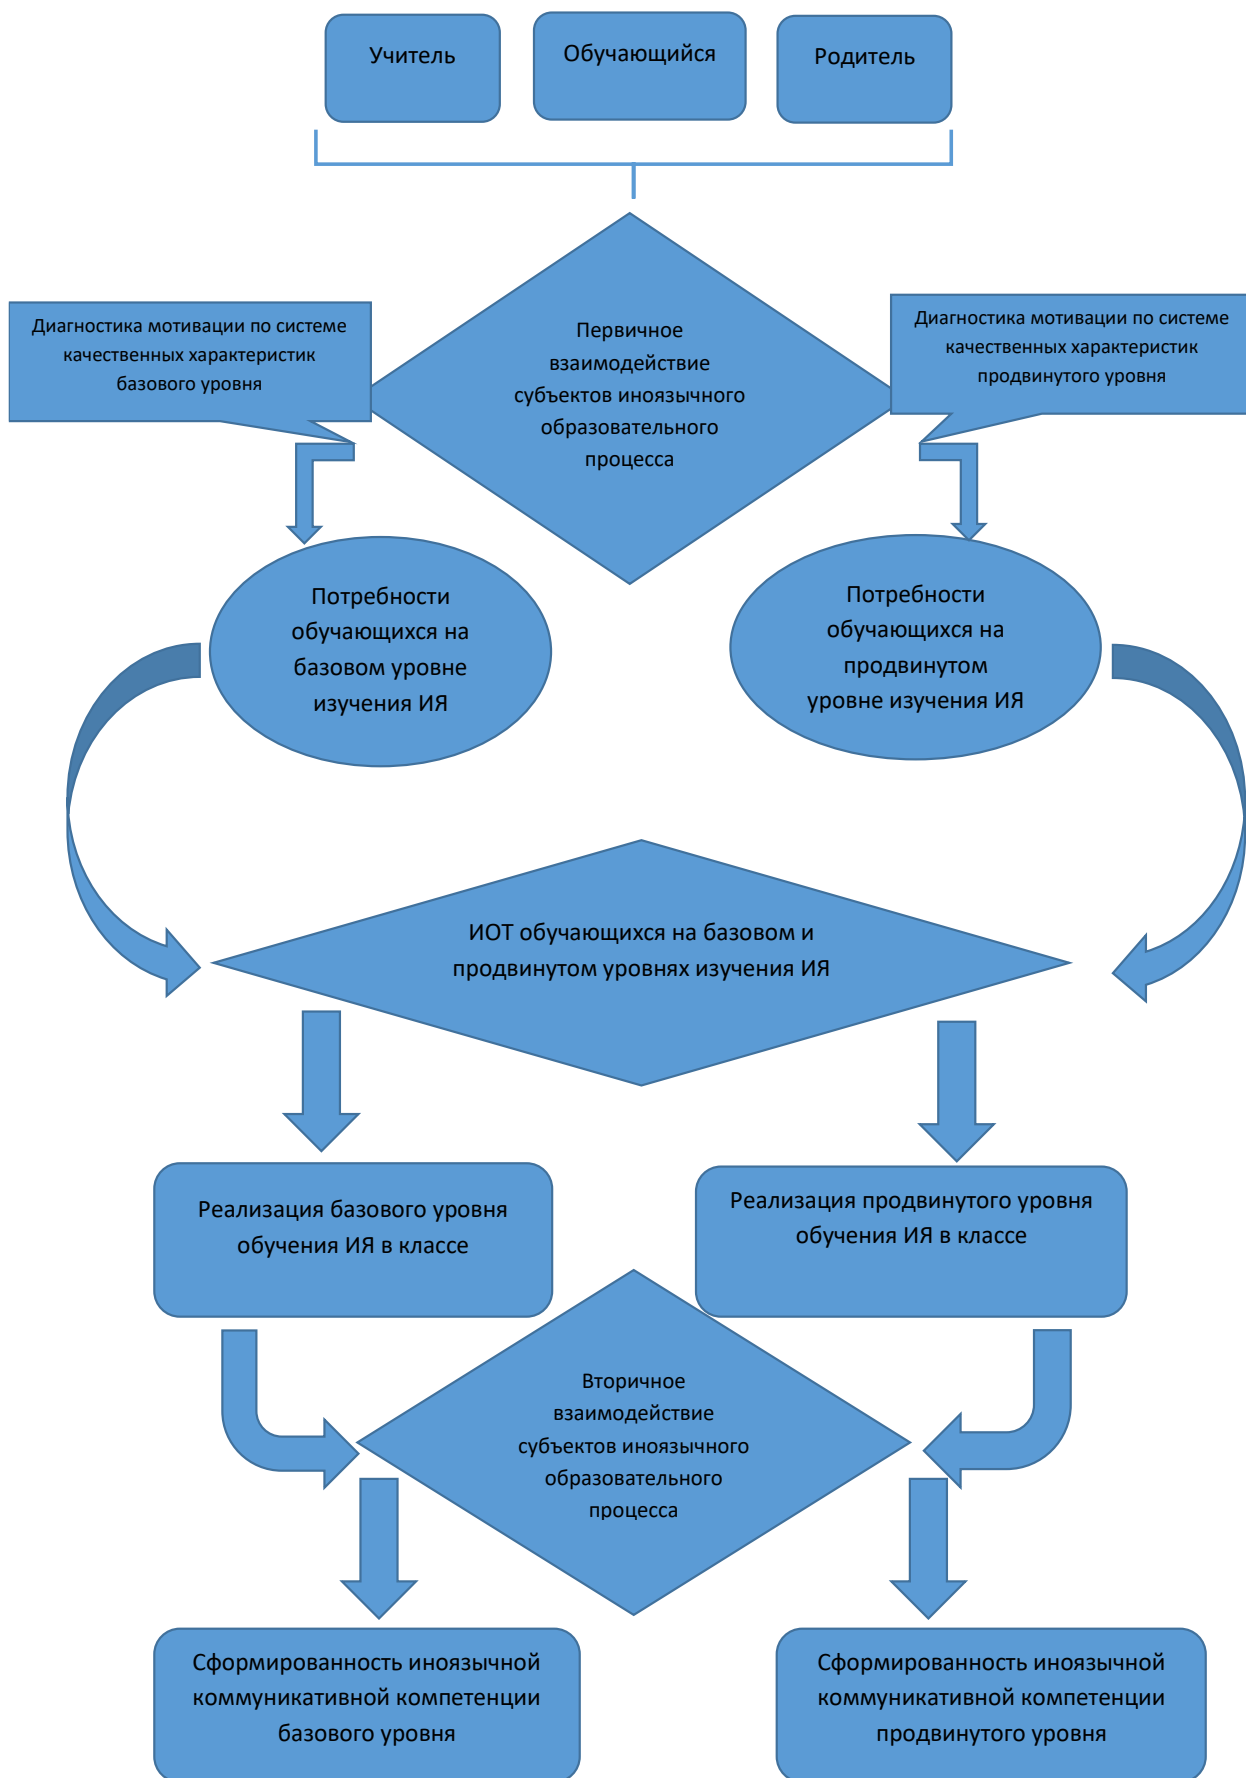 Учитель
Обучающийся
Родитель
Диагностика мотивации по системе
качественных характеристик
базового уровня
Первичное
взаимодействие
субъектов иноязычного
образовательного
процесса
Диагностика мотивации по системе
качественных характеристик
продвинутого уровня
Потребности
обучающихся на
базовом уровне
изучения ИЯ
Потребности
обучающихся на
продвинутом
уровне изучения ИЯ
ИОТ обучающихся на базовом и
продвинутом уровнях изучения ИЯ
Реализация базового уровня
обучения ИЯ в классе
Реализация продвинутого уровня
обучения ИЯ в классе
Вторичное
взаимодействие
субъектов иноязычного
образовательного
процесса
Сформированность иноязычной
коммуникативной компетенции
базового уровня
Сформированность иноязычной
коммуникативной компетенции
продвинутого уровня